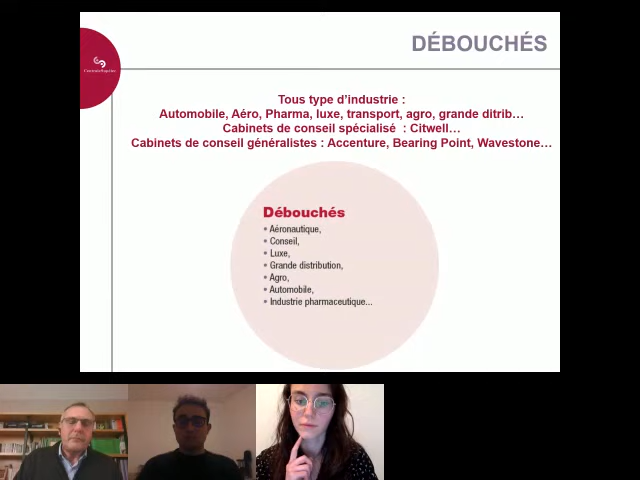 DÉBOUCHÉS
CentraleSupélec
Tous type d'industrie :
Automobile, Aéro, Pharma, luxe, transport, agro, grande ditrib…
Cabinets de conseil spécialisé : Citwell…
Cabinets de conseil généralistes : Accenture, Bearing Point, Wavestone…
Débouchés
• Aéronautique,
• Conseil,
• Luxe,
• Grande distribution,
• Agro,
• Automobile,
• Industrie pharmaceutique...